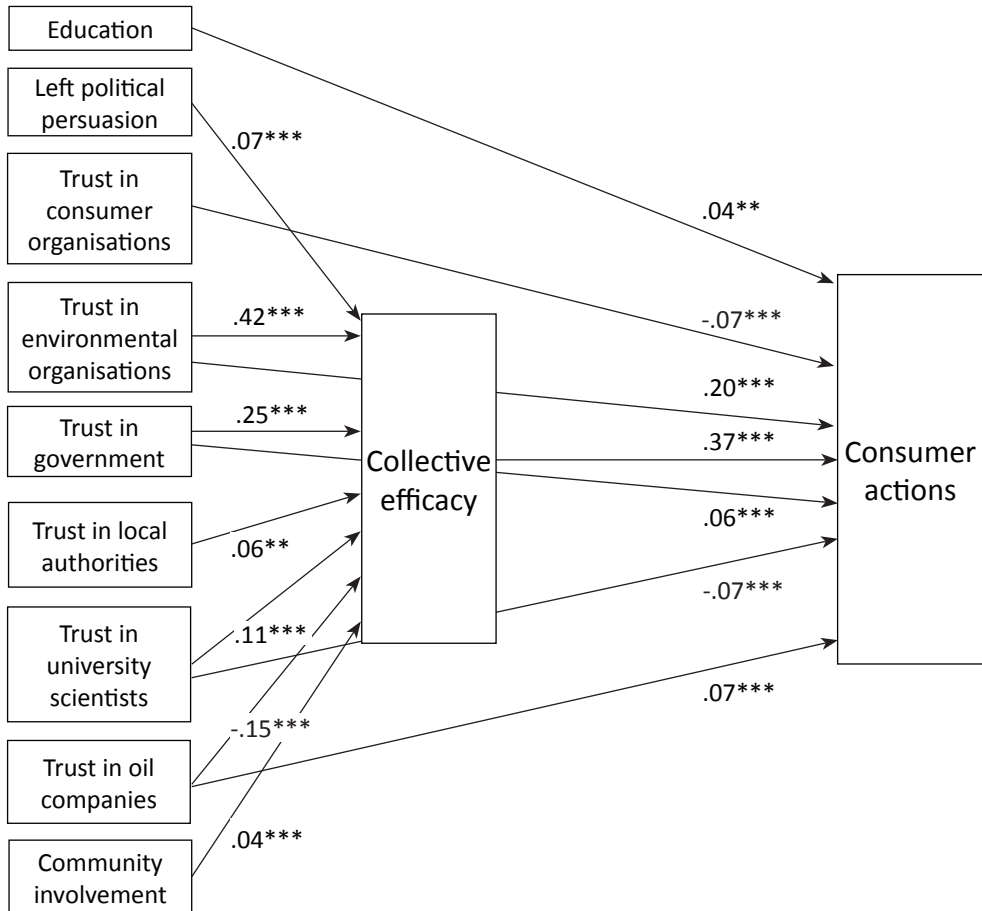 Education
Left political
persuasion
.07***
Trust in
consumer
organisations
.04**
Trust in
environmental
organisations
.42***
-.07***
.20***
Trust in
government
.25***
Collective
efficacy
.37***
Consumer
actions
.06***
Trust in local
authorities
.06**
-.07***
Trust in
university
scientists
.11***
.07***
Trust in oil
companies
-.15***
.04***
Community
involvement